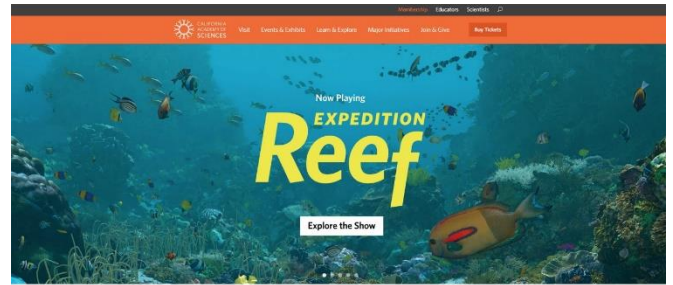 Membership Educators Scientists
CALIFORNIA
ACADEMY OF
SCIENCES
Visit Events & Exhibits Learn & Explore Major Initiatives Join & Give Buy Tickets
Now Playing
EXPEDITION
Reef
Explore the Show